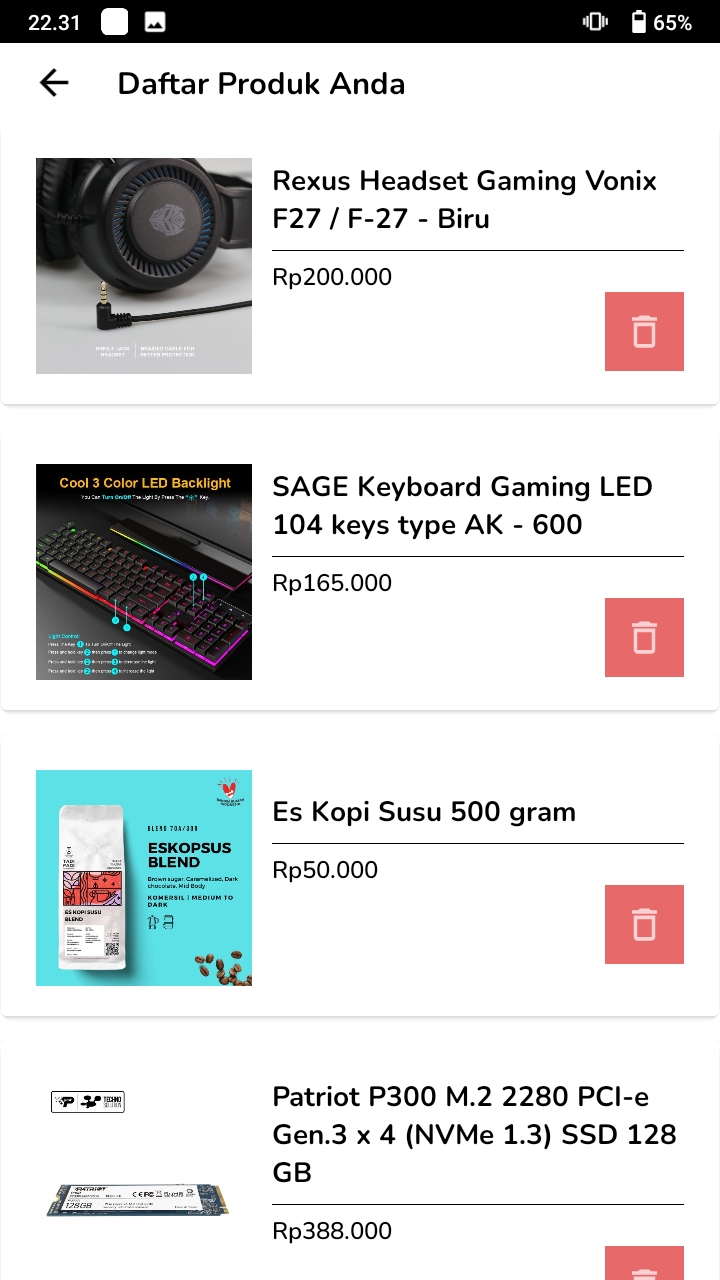 22.31
65%
Daftar Produk Anda
Rexus Headset Gaming Vonix
F27 / F-27 - Biru
Rp200.000
SINGLE JACK
HEADSET
BRAIDED CABLE FOR
BETTER PROTECTION
Cool 3 Color LED Backlight
You Can Turn On/Off The Light By Press The Key.
Light Control:
SAGE Keyboard Gaming LED
104 keys type AK - 600
Rp165.000
BLEND 70A/30R
ESKOPSUS
BLEND
Brown sugar, Caramelized, Dark
chocolate, Mid Body
KOMERSIL | MEDIUM TO
DARK
ES KOPI SUSU
BLEND
Es Kopi Susu 500 gram
Rp50.000
TECHNO
SOLUTION
PATRIOT
128GB
Patriot P300 M.2 2280 PCI-e
Gen.3 x 4 (NVMe 1.3) SSD 128
GB
Rp388.000